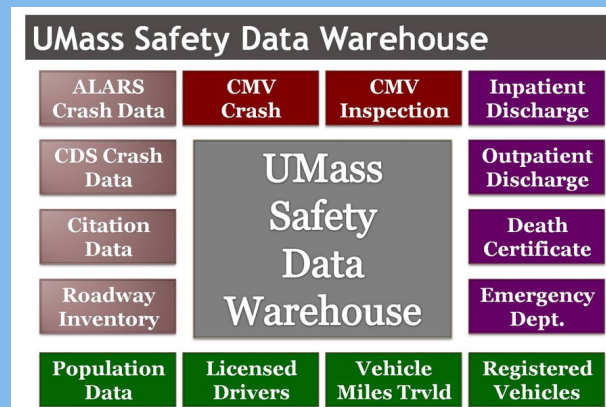 UMass Safety Data Warehouse
ALARS
Crash Data
CMV
Crash
CMV
Inspection
Inpatient
Discharge
CDS Crash
Data
UMass
Safety
Data
Warehouse
Outpatient
Discharge
Citation
Data
Death
Certificate
Roadway
Inventory
Emergency
Dept.
Population
Data
Licensed
Drivers
Vehicle
Miles Trvld
Registered
Vehicles